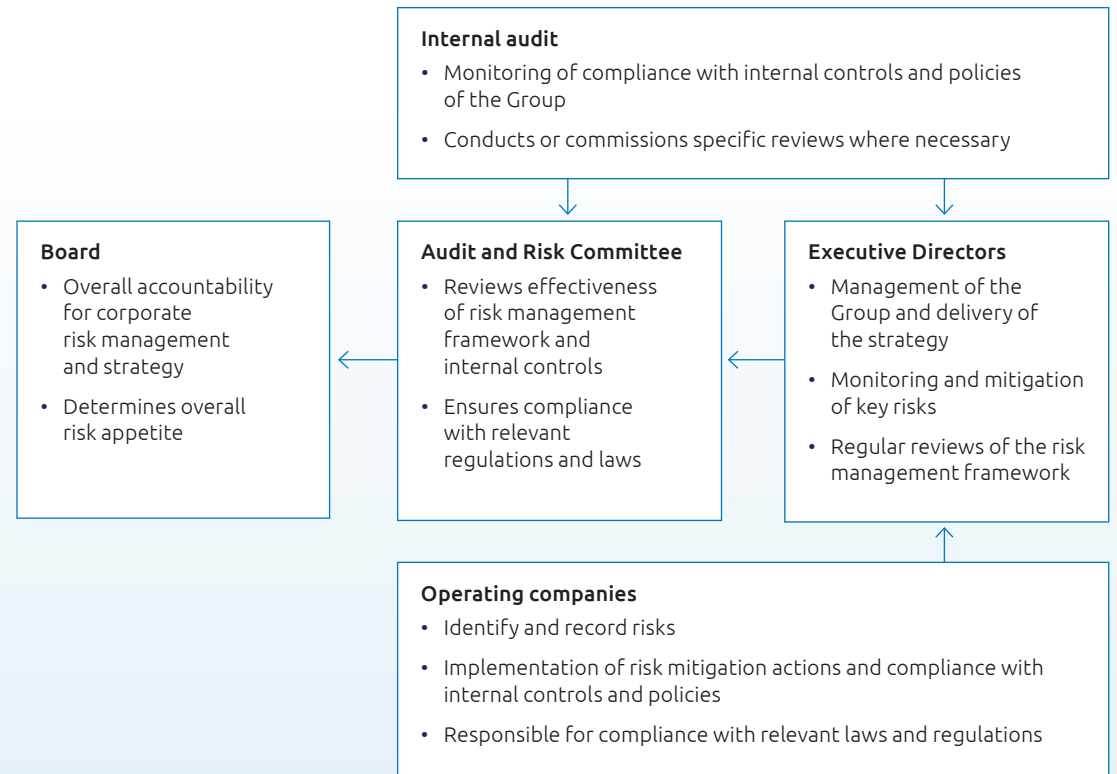 Internal audit
• Monitoring of compliance with internal controls and policies
of the Group
• Conducts or commissions specific reviews where necessary
Board
• Overall accountability
for corporate
risk management
and strategy
• Determines overall
risk appetite
Audit and Risk Committee
• Reviews effectiveness
of risk management
framework and
internal controls
• Ensures compliance
with relevant
regulations and laws
Executive Directors
• Management of the
Group and delivery of
the strategy
• Monitoring and mitigation
of key risks
• Regular reviews of the risk
management framework
Operating companies
• Identify and record risks
• Implementation of risk mitigation actions and compliance with
internal controls and policies
• Responsible for compliance with relevant laws and regulations